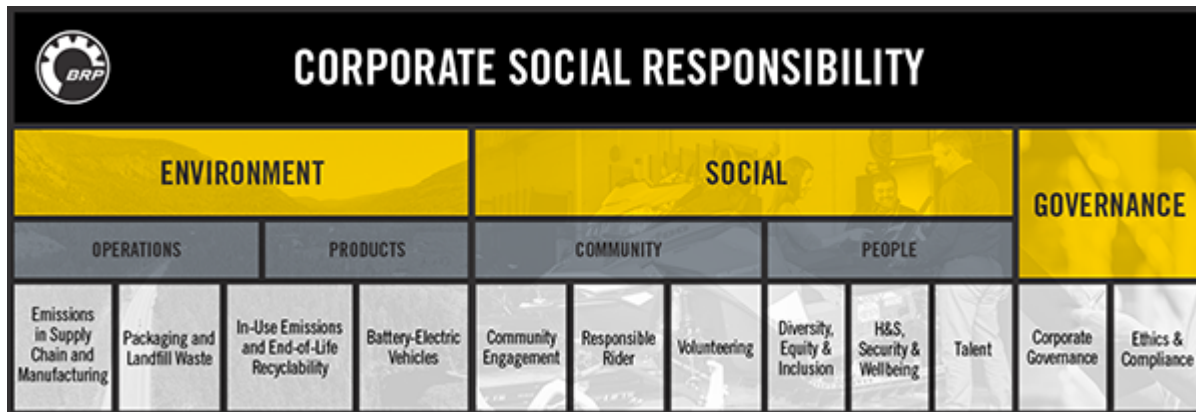 BRP
CORPORATE SOCIAL RESPONSIBILITY
ENVIRONMENT
SOCIAL
GOVERNANCE
OPERATIONS
PRODUCTS
COMMUNITY
PEOPLE
Emissions
in Supply
Chain and
Manufacturing
Packaging and
Landfill Waste
In-Use Emissions
and End-of-Life
Recyclability
Battery-Electric
Vehicles
Community
Engagement
Responsible
Rider
Volunteering
Diversity,
Equity &
Inclusion
H&S,
Security &
Wellbeing
Talent
Corporate
Governance
Ethics &
Compliance